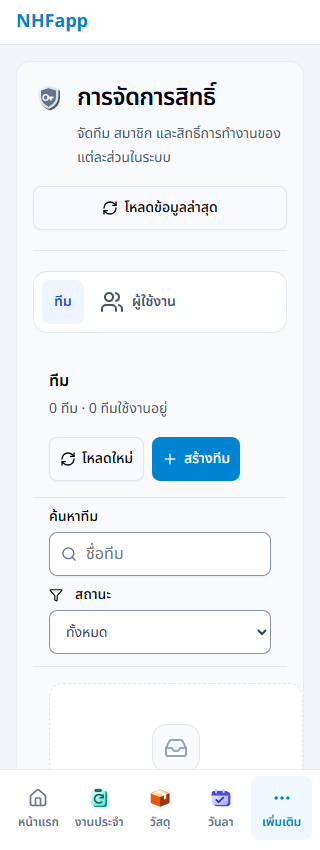 NHFapp
การจัดการสิทธิ์
จัดทีม สมาชิก และสิทธิ์การทำงานของ
แต่ละส่วนในระบบ
โหลดข้อมูลล่าสุด
ทีม
ผู้ใช้งาน
ทีม
0 ทีม · 0 ทีมใช้งานอยู่
โหลดใหม่
สร้างทีม
ค้นหาทีม
ชื่อทีม
สถานะ
ทั้งหมด
หน้าแรก
งานประจำ
วัสดุ
วันลา
เพิ่มเติม